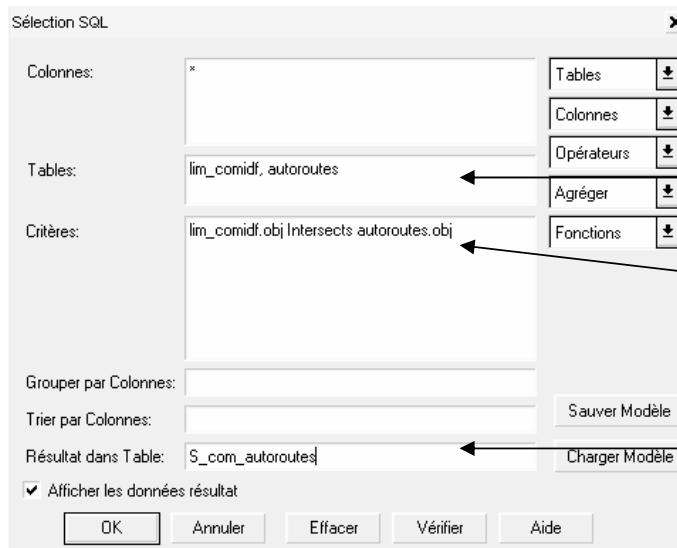 Sélection SQL
Colonnes:
*
Tables
Colonnes
Opérateurs
Tables:
lim_comidf, autoroutes
Agréger
Critères:
lim_comidf.obj Intersects autoroutes.obj
Fonctions
Grouper par Colonnes:
Trier par Colonnes:
Sauver Modèle
Résultat dans Table:
S_com_autoroutes
Charger Modèle
Afficher les données résultat
OK
Annuler
Effacer
Vérifier
Aide